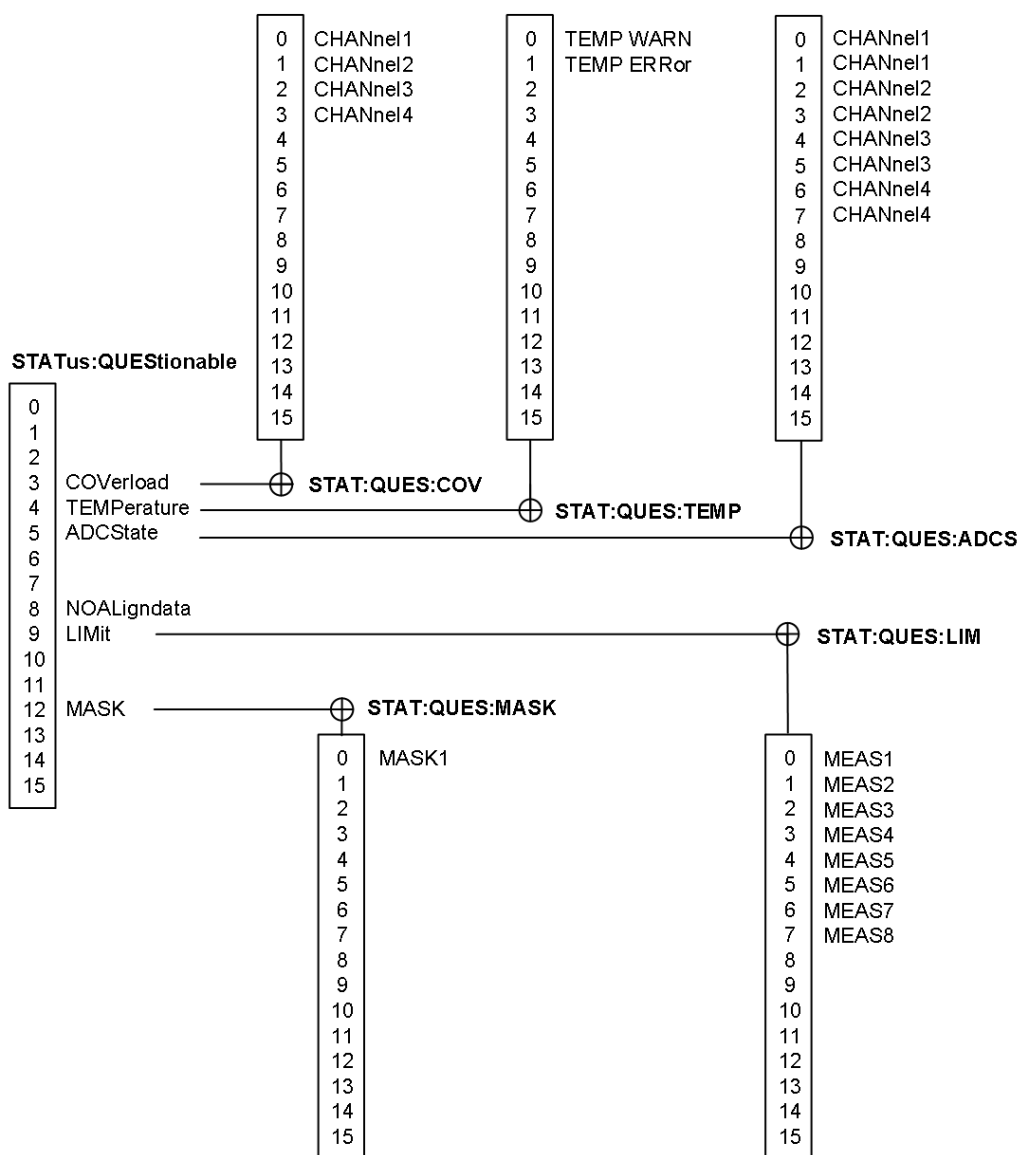 0 CHANnel1
1 CHANnel2
2 CHANnel3
3 CHANnel4
4
5
6
7
8
9
10
11
12
13
14
15
0 TEMP WARN
1 TEMP ERRor
2
3
4
5
6
7
8
9
10
11
12
13
14
15
0 CHANnel1
1 CHANnel1
2 CHANnel2
3 CHANnel2
4 CHANnel3
5 CHANnel3
6 CHANnel4
7 CHANnel4
8
9
10
11
12
13
14
15
STATus:QUEStionable
0
1
2
3 COVerload
4 TEMPerature
5 ADCState
6
7
8 NOALigndata
9 LIMit
10
11
12 MASK
13
14
15
STAT:QUES:COV
STAT:QUES:TEMP
STAT:QUES:ADCS
STAT:QUES:LIM
STAT:QUES:MASK
0 MASK1
1
2
3
4
5
6
7
8
9
10
11
12
13
14
15
0 MEAS1
1 MEAS2
2 MEAS3
3 MEAS4
4 MEAS5
5 MEAS6
6 MEAS7
7 MEAS8
8
9
10
11
12
13
14
15